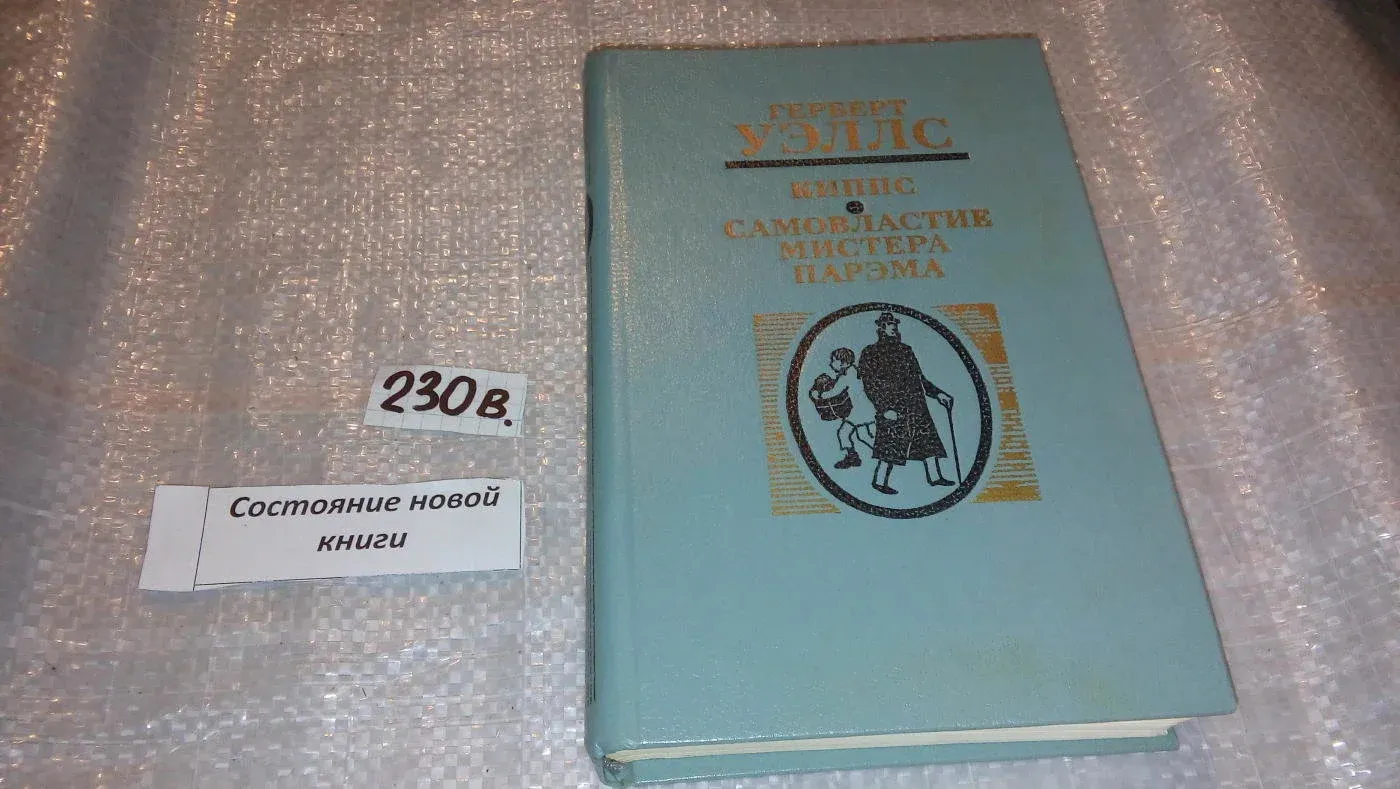 ГЕРБЕРТ
УЭЛЛС
КИППС
САМОВЛАСТИЕ
МИСТЕРА
ПАРЭМА
230в.
Состояние новой
книги